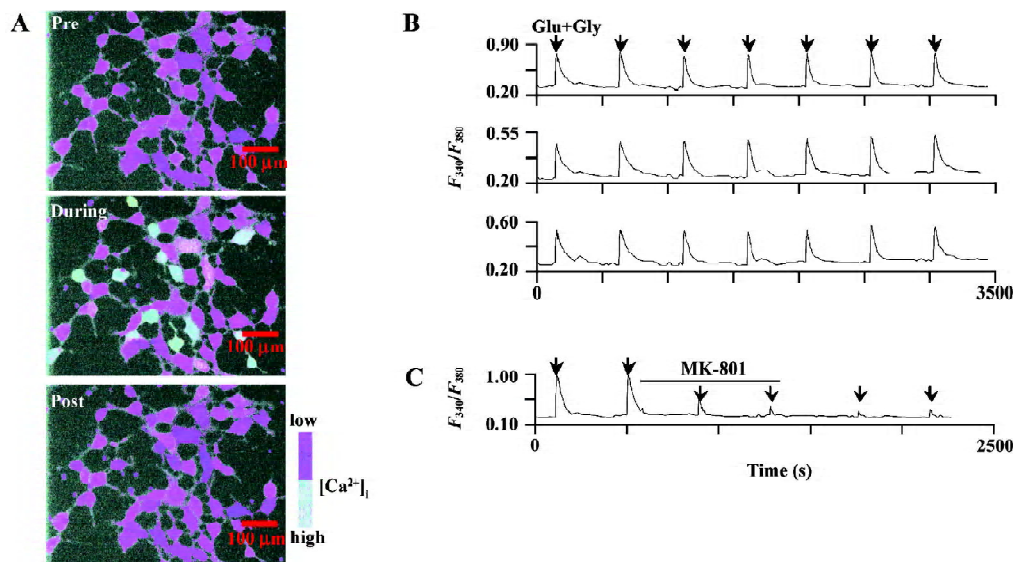 A
Pre
100 μm
During
100 μm
Post
100 μm
low
[Ca²⁺]ᵢ
high
B
Glu+Gly
0.90
0.20
0.55
0.20
F₃₄₀/F₃₈₀
0.60
0.20
0
3500
C
MK-801
1.00
0.10
F₃₄₀/F₃₈₀
0
2500
Time (s)